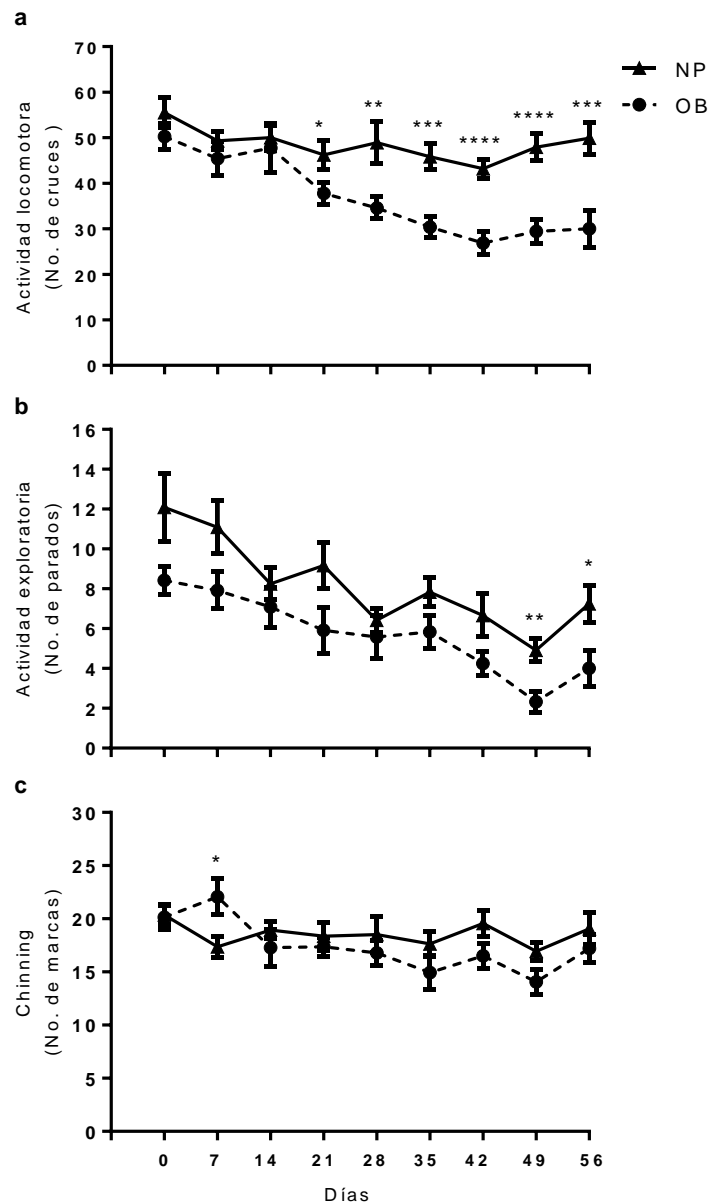 a
70
60
50
40
30
20
10
0
Actividad locomotora
(No. de cruces )
* ** *** **** **** ***
NP
OB
b
16
14
12
10
8
6
4
2
0
Actividad exploratoria
(No. de parados)
** *
c
30
25
20
15
10
5
0
Chinning
(No. de marcas)
*
0 7 14 21 28 35 42 49 56
Días